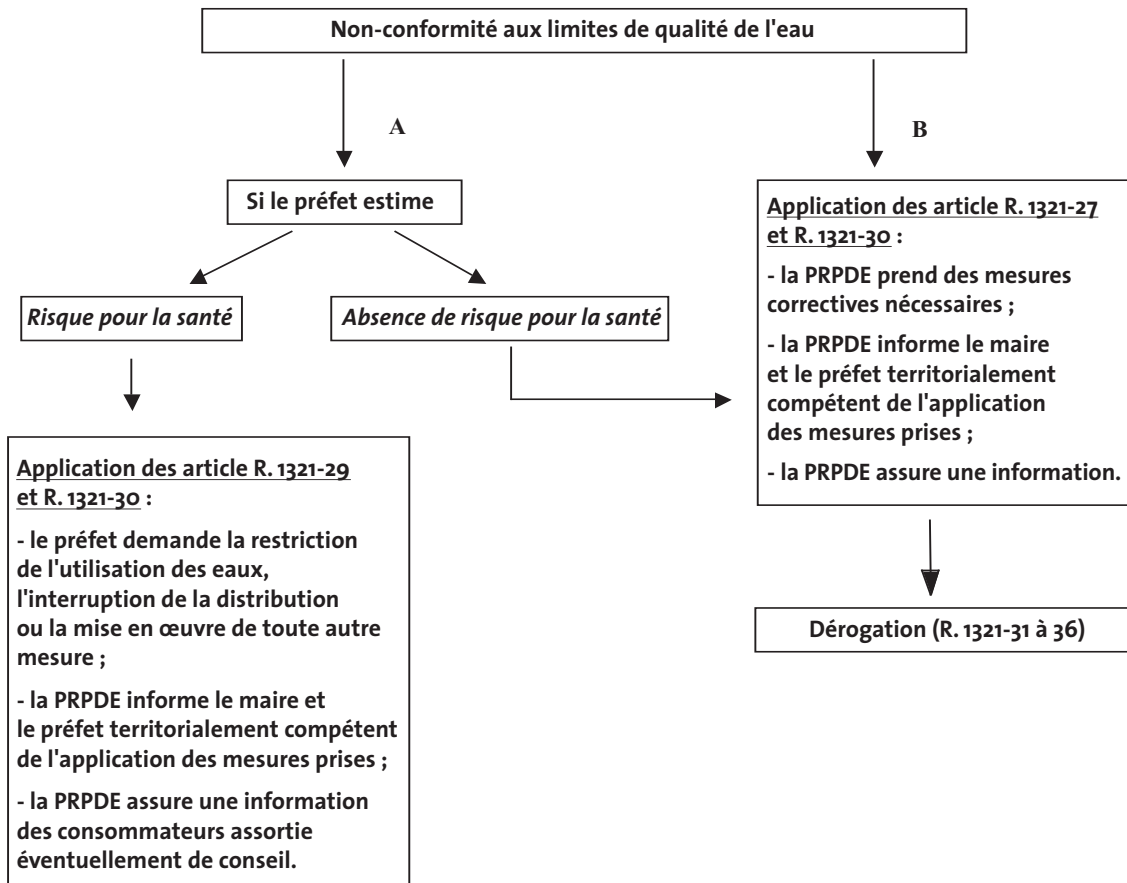 Non-conformité aux limites de qualité de l'eau
A
B
Si le préfet estime
Risque pour la santé
Absence de risque pour la santé
Application des article R. 1321-27
et R. 1321-30 :
- la PRPDE prend des mesures
correctives nécessaires ;
- la PRPDE informe le maire
et le préfet territorialement
compétent de l'application
des mesures prises ;
- la PRPDE assure une information.
Application des article R. 1321-29
et R. 1321-30 :
- le préfet demande la restriction
de l'utilisation des eaux,
l'interruption de la distribution
ou la mise en œuvre de toute autre
mesure ;
- la PRPDE informe le maire et
le préfet territorialement compétent
de l'application des mesures prises ;
- la PRPDE assure une information
des consommateurs assortie
éventuellement de conseil.
Dérogation (R. 1321-31 à 36)